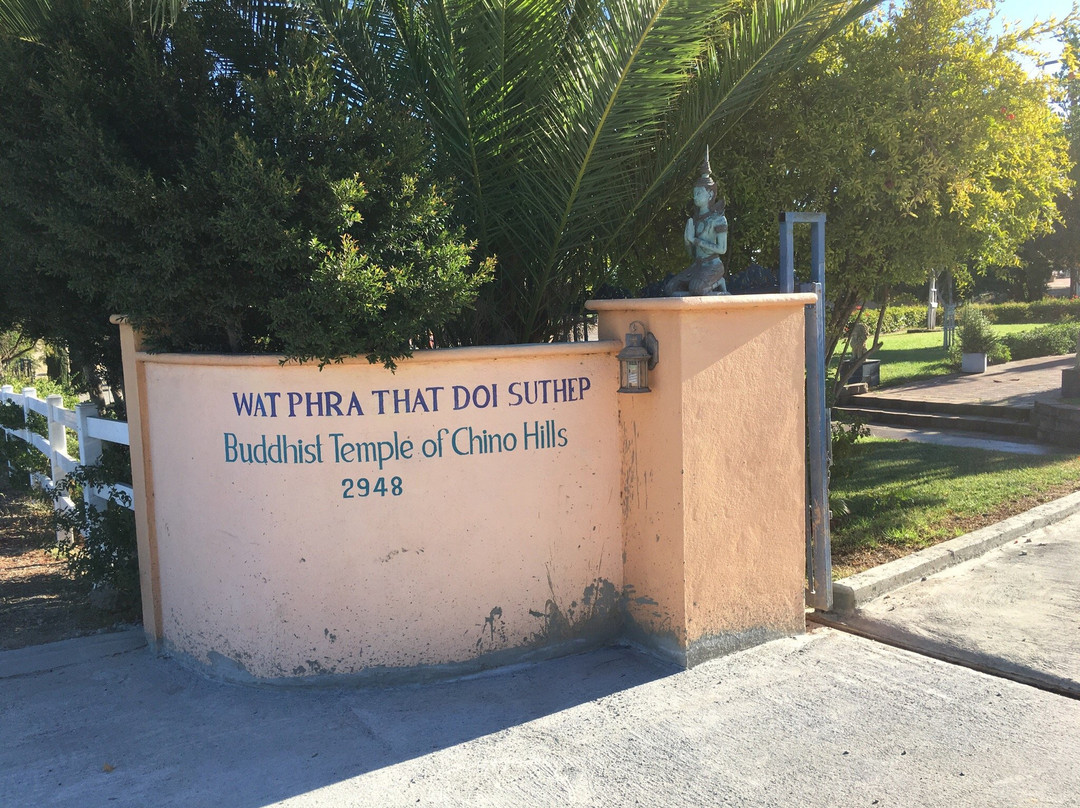 WAT PHRA THAT DOI SUTHEP
Buddhist Temple of Chino Hills
2948